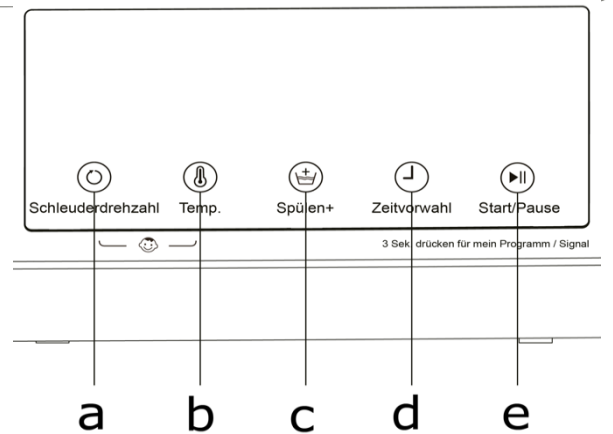 Schleuderdrehzahl Temp. Spülen+ Zeitvorwahl Start/Pause
3 Sek. drücken für mein Programm / Signal
a b c d e